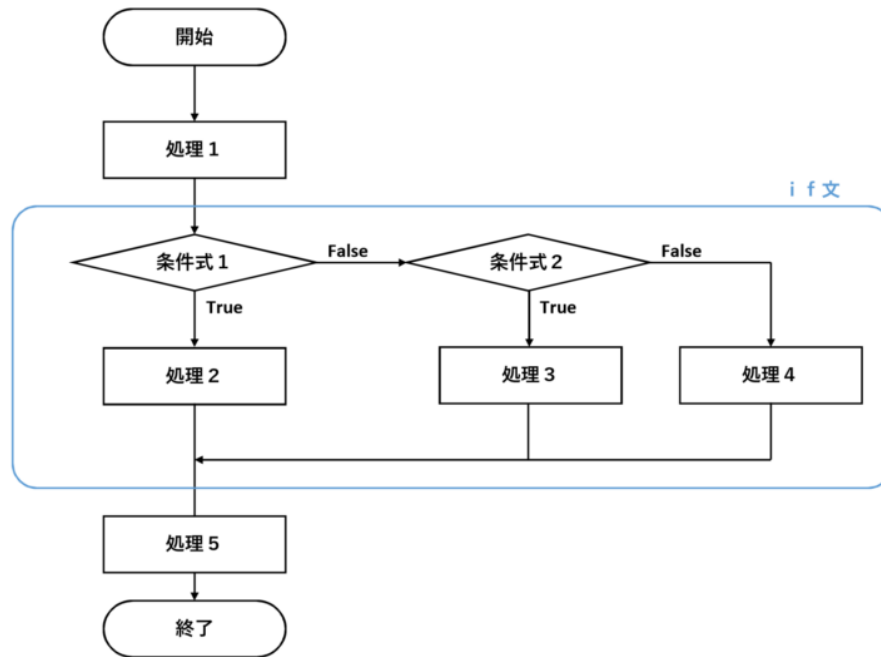 開始
処理1
if文
条件式1
False
条件式2
False
True
True
処理2
処理3
処理4
処理5
終了